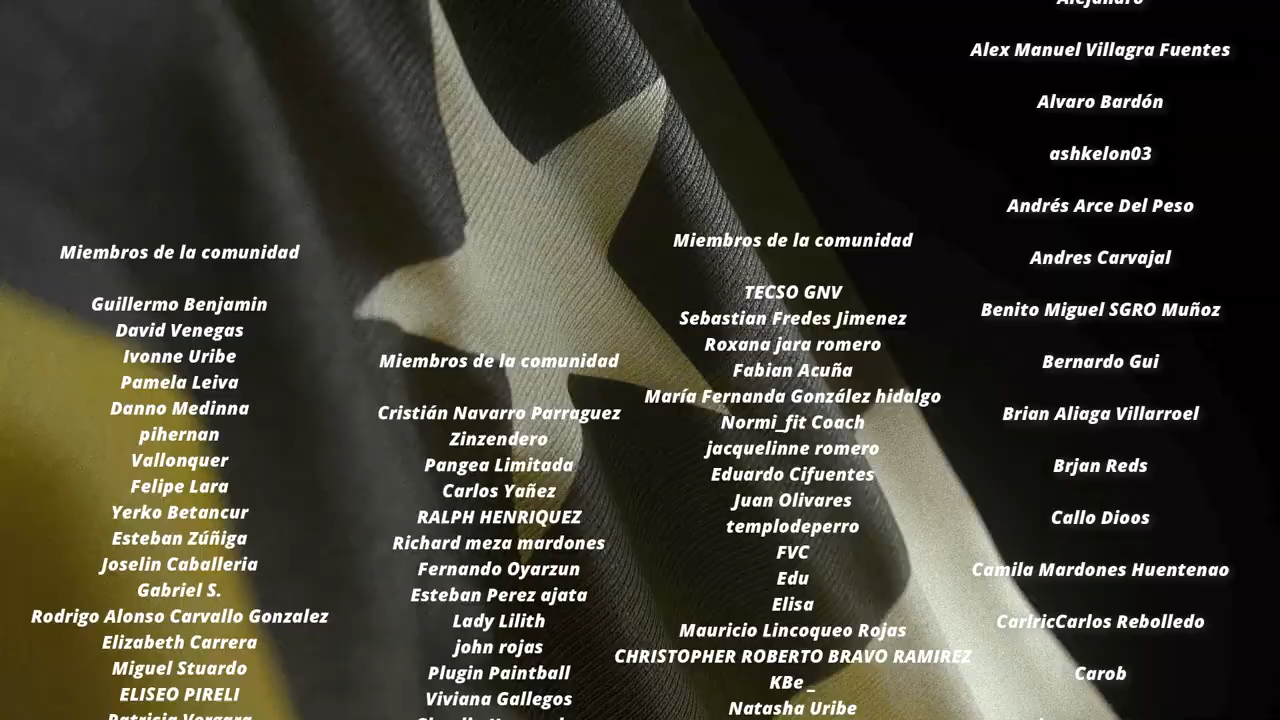 Miembros de la comunidad
Guillermo Benjamin
David Venegas
Ivonne Uribe
Pamela Leiva
Danno Medinna
pihernan
Vallonquer
Felipe Lara
Yerko Betancur
Esteban Zúñiga
Joselin Caballeria
Gabriel S.
Rodrigo Alonso Carvallo Gonzalez
Elizabeth Carrera
Miguel Stuardo
ELISEO PIRELI
Patricia Vergara
Miembros de la comunidad
Cristián Navarro Parraguez
Zinzendero
Pangea Limitada
Carlos Yañez
RALPH HENRIQUEZ
Richard meza mardones
Fernando Oyarzun
Esteban Perez ajata
Lady Lilith
john rojas
Plugin Paintball
Viviana Gallegos
Miembros de la comunidad
TECSO GNV
Sebastian Fredes Jimenez
Roxana jara romero
Fabian Acuña
María Fernanda González hidalgo
Normi_fit Coach
jacquelinne romero
Eduardo Cifuentes
Juan Olivares
templodeperro
FVC
Edu
Elisa
Mauricio Lincoqueo Rojas
CHRISTOPHER ROBERTO BRAVO RAMIREZ
KBe _
Natasha Uribe
Alejandro
Alex Manuel Villagra Fuentes
Alvaro Bardón
ashkelon03
Andrés Arce Del Peso
Andres Carvajal
Benito Miguel SGRO Muñoz
Bernardo Gui
Brian Aliaga Villarroel
Brjan Reds
Callo Dioos
Camila Mardones Huentenao
CarlricCarlos Rebolledo
Carob